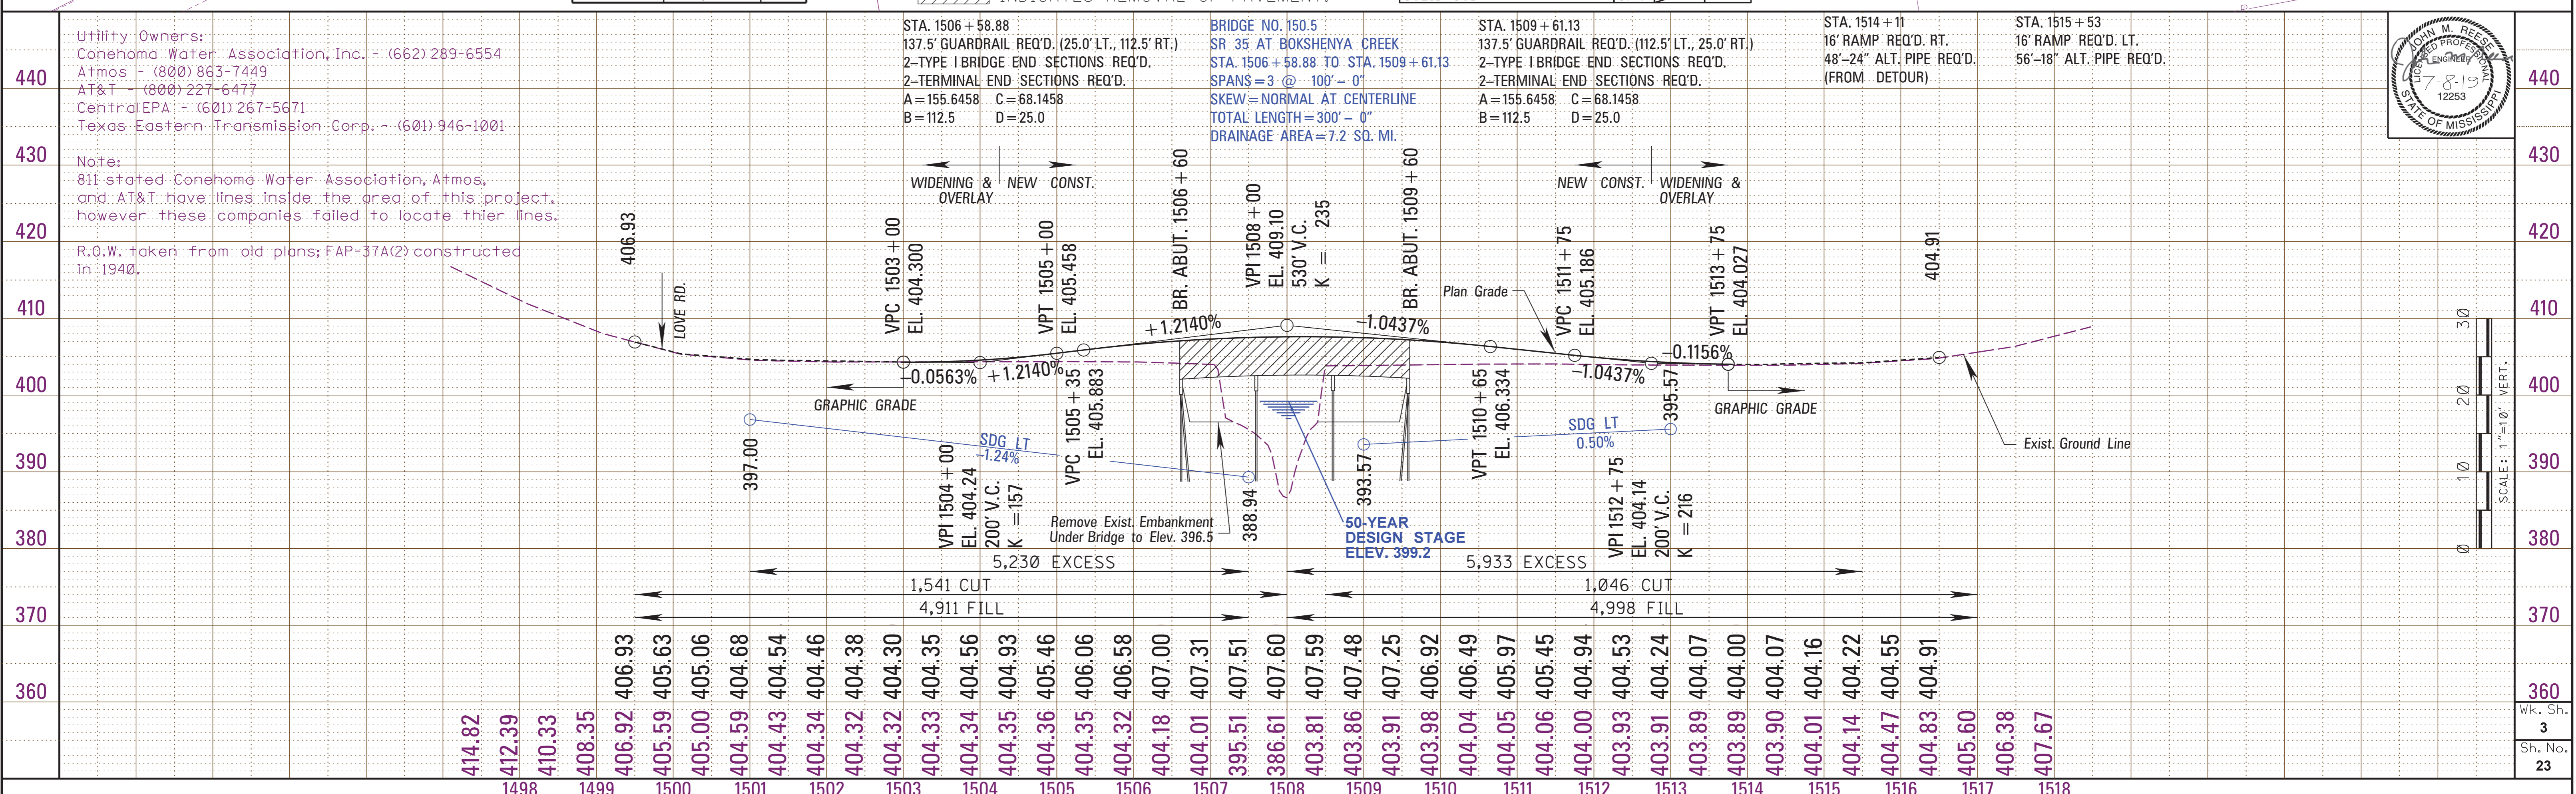 INDICATES REMOVAL OF PAVEMENT.
Utility Owners:
Conehoma Water Association, Inc. - (662) 289-6554
Atmos - (800) 863-7449
AT&T - (800) 227-6477
Central EPA - (601) 267-5671
Texas Eastern Transmission Corp. - (601) 946-1001
Note:
811 stated Conehoma Water Association, Atmos,
and AT&T have lines inside the area of this project,
however these companies failed to locate thier lines.
R.O.W. taken from old plans; FAP-37A(2) constructed
in 1940.
STA. 1506+58.88
137.5' GUARDRAIL REQ'D. (25.0' LT., 112.5' RT.)
2-TYPE I BRIDGE END SECTIONS REQ'D.
2-TERMINAL END SECTIONS REQ'D.
A=155.6458 C=68.1458
B=112.5 D=25.0
BRIDGE NO. 150.5
SR 35 AT BOKSHENYA CREEK
STA. 1506+58.88 TO STA. 1509+61.13
SPANS=3 @ 100'-0"
SKEW=NORMAL AT CENTERLINE
TOTAL LENGTH=300'-0"
DRAINAGE AREA=7.2 SQ. MI.
STA. 1509+61.13
137.5' GUARDRAIL REQ'D. (112.5' LT., 25.0' RT.)
2-TYPE I BRIDGE END SECTIONS REQ'D.
2-TERMINAL END SECTIONS REQ'D.
A=155.6458 C=68.1458
B=112.5 D=25.0
STA. 1514+11
16' RAMP REQ'D. RT.
48'-24" ALT. PIPE REQ'D.
(FROM DETOUR)
STA. 1515+53
16' RAMP REQ'D. LT.
56'-18" ALT. PIPE REQ'D.
JOHN M. REESE
LICENSED PROFESSIONAL
ENGINEER
7-8-19
12253
STATE OF MISSISSIPPI
440
430
420
410
400
390
380
370
360
440
430
420
410
400
390
380
370
360
WIDENING & OVERLAY
NEW CONST.
NEW CONST.
WIDENING & OVERLAY
406.93
LOVE RD.
VPC 1503+00
EL. 404.300
VPT 1505+00
EL. 405.458
BR. ABUT. 1506+60
VPI 1508+00
EL. 409.10
530' V.C.
K = 235
BR. ABUT. 1509+60
Plan Grade
VPC 1511+75
EL. 405.186
VPT 1513+75
EL. 404.027
404.91
+1.2140%
-1.0437%
-0.0563%
+1.2140%
-1.0437%
-0.1156%
GRAPHIC GRADE
GRAPHIC GRADE
397.00
SDG LT
-1.24%
VPI 1504+00
EL. 404.24
200' V.C.
K = 157
VPC 1505+35
EL. 405.883
Remove Exist. Embankment
Under Bridge to Elev. 396.5
388.94
50-YEAR
DESIGN STAGE
ELEV. 399.2
393.57
VPT 1510+65
EL. 406.334
SDG LT
0.50%
395.57
VPI 1512+75
EL. 404.14
200' V.C.
K = 216
Exist. Ground Line
30
20
10
0
SCALE: 1"=10' VERT.
5,230 EXCESS
5,933 EXCESS
1,541 CUT
1,046 CUT
4,911 FILL
4,998 FILL
406.93 405.63 405.06 404.68 404.54 404.46 404.38 404.30 404.35 404.56 404.93 405.46 406.06 406.58 407.00 407.31 407.51 407.60 407.59 407.48 407.25 406.92 406.49 405.97 405.45 404.94 404.53 404.24 404.07 404.00 404.07 404.16 404.22 404.55 404.91
414.82 412.39 410.33 408.35 406.92 405.59 405.00 404.59 404.43 404.34 404.32 404.32 404.33 404.34 404.35 404.36 404.35 404.32 404.18 404.01 395.51 386.61 403.81 403.86 403.91 403.98 404.04 404.05 404.06 404.00 403.93 403.91 403.89 403.89 403.90 404.01 404.14 404.47 404.83 405.60 406.38 407.67
1498 1499 1500 1501 1502 1503 1504 1505 1506 1507 1508 1509 1510 1511 1512 1513 1514 1515 1516 1517 1518
Wk. Sh.
3
Sh. No.
23